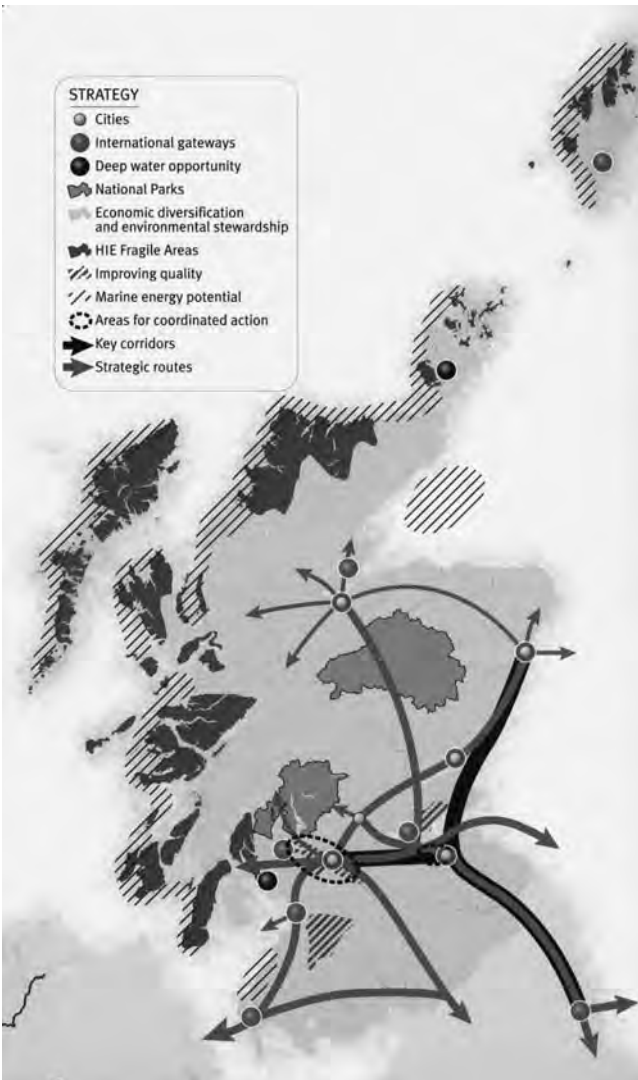 STRATEGY
Cities
International gateways
Deep water opportunity
National Parks
Economic diversification
and environmental stewardship
HIE Fragile Areas
Improving quality
Marine energy potential
Areas for coordinated action
Key corridors
Strategic routes